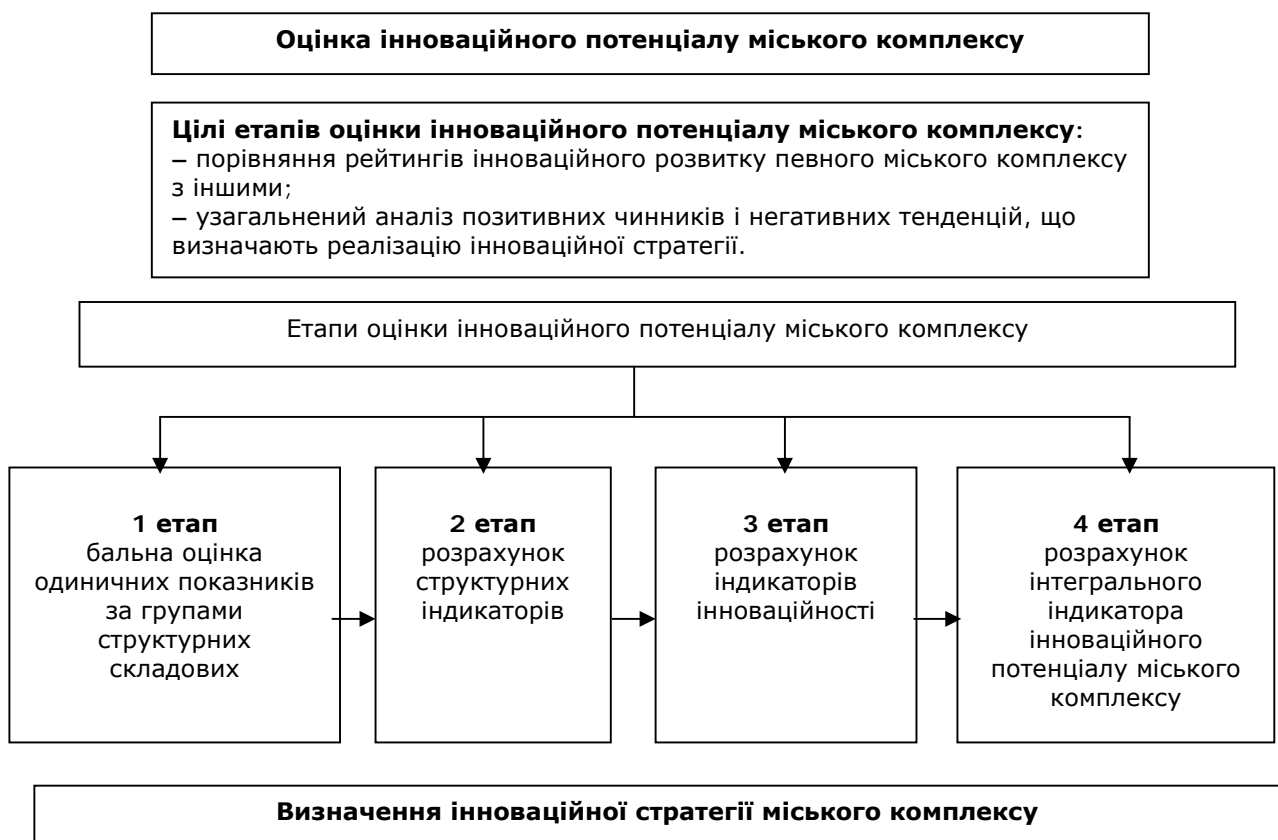 Оцінка інноваційного потенціалу міського комплексу
Цілі етапів оцінки інноваційного потенціалу міського комплексу:
– порівняння рейтингів інноваційного розвитку певного міського комплексу
з іншими;
– узагальнений аналіз позитивних чинників і негативних тенденцій, що
визначають реалізацію інноваційної стратегії.
Етапи оцінки інноваційного потенціалу міського комплексу
1 етап
бальна оцінка
одиничних показників
за групами
структурних
складових
2 етап
розрахунок
структурних
індикаторів
3 етап
розрахунок
індикаторів
інноваційності
4 етап
розрахунок
інтегрального
індикатора
інноваційного
потенціалу міського
комплексу
Визначення інноваційної стратегії міського комплексу